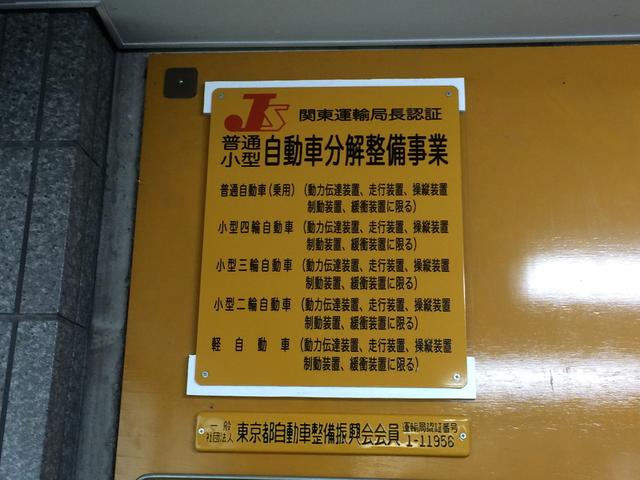 JS 関東運輸局長認証
普通
小型 自動車分解整備事業
普通自動車(乗用)(動力伝達装置、走行装置、操縦装置
制動装置、緩衝装置に限る)
小型四輪自動車(動力伝達装置、走行装置、操縦装置
制動装置、緩衝装置に限る)
小型三輪自動車(動力伝達装置、走行装置、操縦装置
制動装置、緩衝装置に限る)
小型二輪自動車(動力伝達装置、走行装置、操縦装置
制動装置、緩衝装置に限る)
軽自動車(動力伝達装置、走行装置、操縦装置
制動装置、緩衝装置に限る)
一般
社団法人 東京都自動車整備振興会会員 運輸局認証番号
1-11956